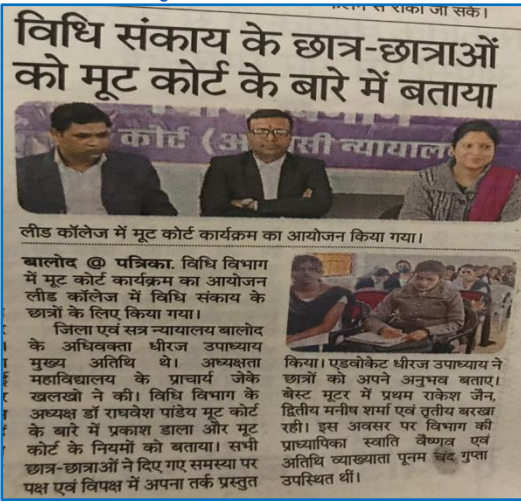 से रोका जा सके।
विधि संकाय के छात्र-छात्राओं
को मूट कोर्ट के बारे में बताया
कोर्ट (
न्यायाल
लीड कॉलेज में मूट कोर्ट कार्यक्रम का आयोजन किया गया।
बालोद @ पत्रिका. विधि विभाग
में मूट कोर्ट कार्यक्रम का आयोजन
लीड कॉलेज में विधि संकाय के
छात्रों के लिए किया गया।
जिला एवं सत्र न्यायालय बालोद
के अधिवक्ता धीरज उपाध्याय
मुख्य अतिथि थे। अध्यक्षता
महाविद्यालय के प्राचार्य जेके
खलखो ने की। विधि विभाग के
अध्यक्ष डॉ राघवेश पांडेय मूट कोर्ट
के बारे में प्रकाश डाला और मूट
कोर्ट के नियमों को बताया। सभी
छात्र-छात्राओं ने दिए गए समस्या पर
पक्ष एवं विपक्ष में अपना तर्क प्रस्तुत
किया। एडवोकेट धीरज उपाध्याय ने
छात्रों को अपने अनुभव बताए।
बेस्ट मूटर में प्रथम राकेश जैन,
द्वितीय मनीष शर्मा एवं तृतीय बरखा
रही। इस अवसर पर विभाग की
प्राध्यापिका स्वाति वैष्णव एवं
अतिथि व्याख्याता पूनम चंद गुप्ता
उपस्थित थीं।